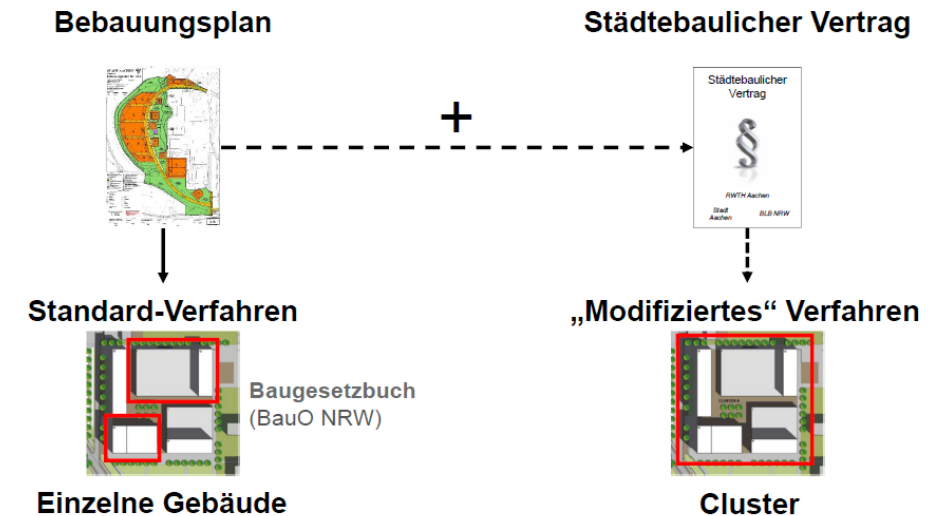 Bebauungsplan
Städtebaulicher Vertrag
+
Städtebaulicher
Vertrag
§
RWTH Aachen
Stadt
Aachen
BLB NRW
Standard-Verfahren
„Modifiziertes“ Verfahren
Baugesetzbuch
(BauO NRW)
Einzelne Gebäude
Cluster